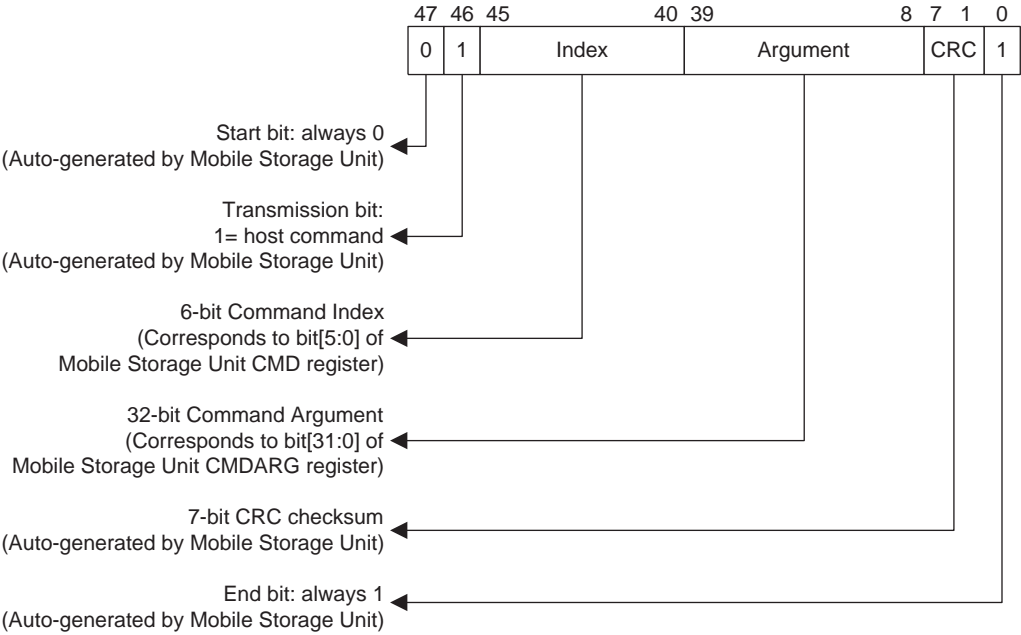 47 46 45 40 39 8 7 1 0
0 1 Index Argument CRC 1
Start bit: always 0
(Auto-generated by Mobile Storage Unit)
Transmission bit:
1= host command
(Auto-generated by Mobile Storage Unit)
6-bit Command Index
(Corresponds to bit[5:0] of
Mobile Storage Unit CMD register)
32-bit Command Argument
(Corresponds to bit[31:0] of
Mobile Storage Unit CMDARG register)
7-bit CRC checksum
(Auto-generated by Mobile Storage Unit)
End bit: always 1
(Auto-generated by Mobile Storage Unit)